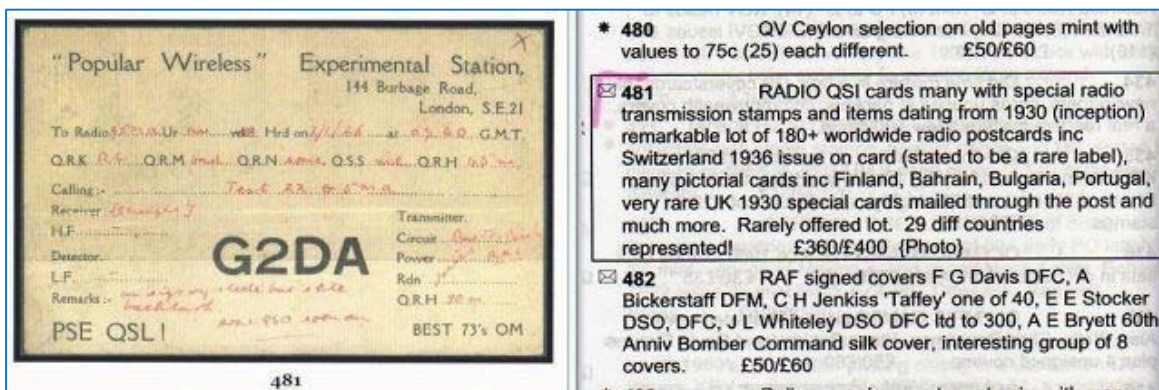 "Popular Wireless" Experimental Station,
144 Burbage Road,
London, S.E.21
To Radio Ur Hrd on at G.M.T.
Q.R.K Q.R.M Q.R.N Q.S.S Q.R.H
Calling :- Test
Receiver
H.F.
Detector.
L.F.
Remarks :-
G2DA
Transmitter.
Circuit
Power
Rdn
Q.R.H
PSE QSL!
BEST 73's OM
481
* 480 QV Ceylon selection on old pages mint with
values to 75c (25) each different. £50/£60
481 RADIO QSI cards many with special radio
transmission stamps and items dating from 1930 (inception)
remarkable lot of 180+ worldwide radio postcards inc
Switzerland 1936 issue on card (stated to be a rare label),
many pictorial cards inc Finland, Bahrain, Bulgaria, Portugal,
very rare UK 1930 special cards mailed through the post and
much more. Rarely offered lot. 29 diff countries
represented! £360/£400 {Photo}
482 RAF signed covers F G Davis DFC, A
Bickerstaff DFM, C H Jenkiss 'Taffey' one of 40, E E Stocker
DSO, DFC, J L Whiteley DSO DFC ltd to 300, A E Bryett 60th
Anniv Bomber Command silk cover, interesting group of 8
covers. £50/£60